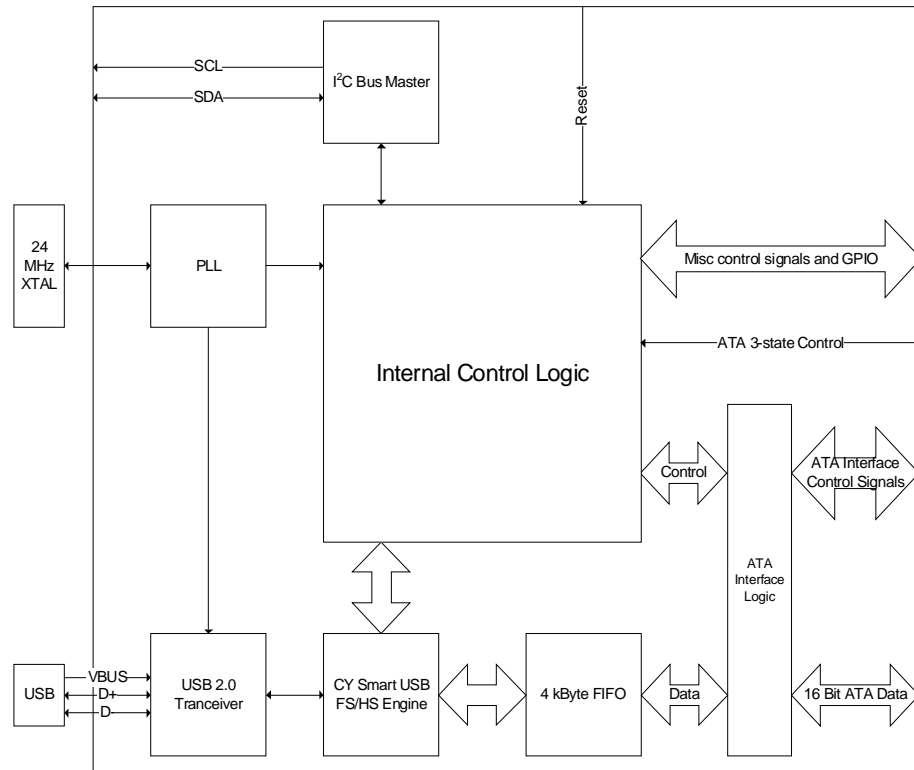 SCL
I²C Bus Master
SDA
Reset
24
MHz
XTAL
PLL
Misc control signals and GPIO
ATA 3-state Control
Internal Control Logic
Control
ATA Interface
Control Signals
ATA
Interface
Logic
VBUS
USB
D+
D-
USB 2.0
Tranceiver
CY Smart USB
FS/HS Engine
4 kByte FIFO
Data
16 Bit ATA Data